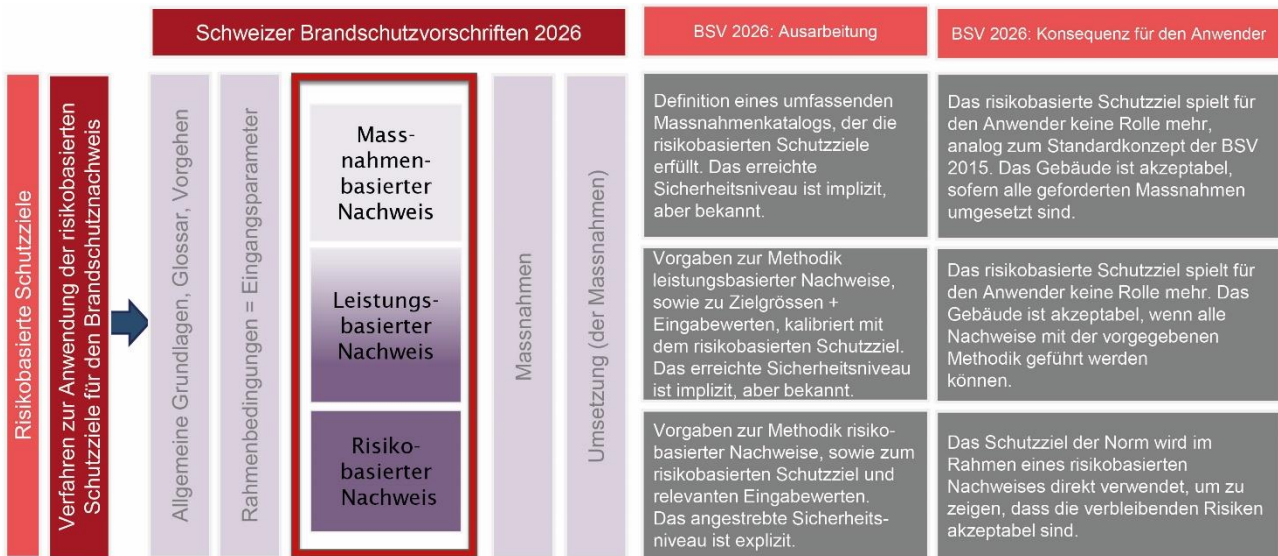 Schweizer Brandschutzvorschriften 2026
BSV 2026: Ausarbeitung
BSV 2026: Konsequenz für den Anwender
Risikobasierte Schutzziele
Verfahren zur Anwendung der risikobasierten
Schutzziele für den Brandschutznachweis
Allgemeine Grundlagen, Glossar, Vorgehen
Rahmenbedingungen = Eingangsparameter
Mass-
nahmen-
basierter
Nachweis
Leistungs-
basierter
Nachweis
Risiko-
basierter
Nachweis
Massnahmen
Umsetzung (der Massnahmen)
Definition eines umfassenden
Massnahmenkatalogs, der die
risikobasierten Schutzziele
erfüllt. Das erreichte
Sicherheitsniveau ist implizit,
aber bekannt.
Das risikobasierte Schutzziel spielt für
den Anwender keine Rolle mehr,
analog zum Standardkonzept der BSV
2015. Das Gebäude ist akzeptabel,
sofern alle geforderten Massnahmen
umgesetzt sind.
Vorgaben zur Methodik
leistungsbasierter Nachweise,
sowie zu Zielgrössen +
Eingabewerten, kalibriert mit
dem risikobasierten Schutzziel.
Das erreichte Sicherheitsniveau
ist implizit, aber bekannt.
Das risikobasierte Schutzziel spielt für
den Anwender keine Rolle mehr. Das
Gebäude ist akzeptabel, wenn alle
Nachweise mit der vorgegebenen
Methodik geführt werden
können.
Vorgaben zur Methodik risiko-
basierter Nachweise, sowie zum
risikobasierten Schutzziel und
relevanten Eingabewerten.
Das angestrebte Sicherheits-
niveau ist explizit.
Das Schutzziel der Norm wird im
Rahmen eines risikobasierten
Nachweises direkt verwendet, um zu
zeigen, dass die verbleibenden Risiken
akzeptabel sind.